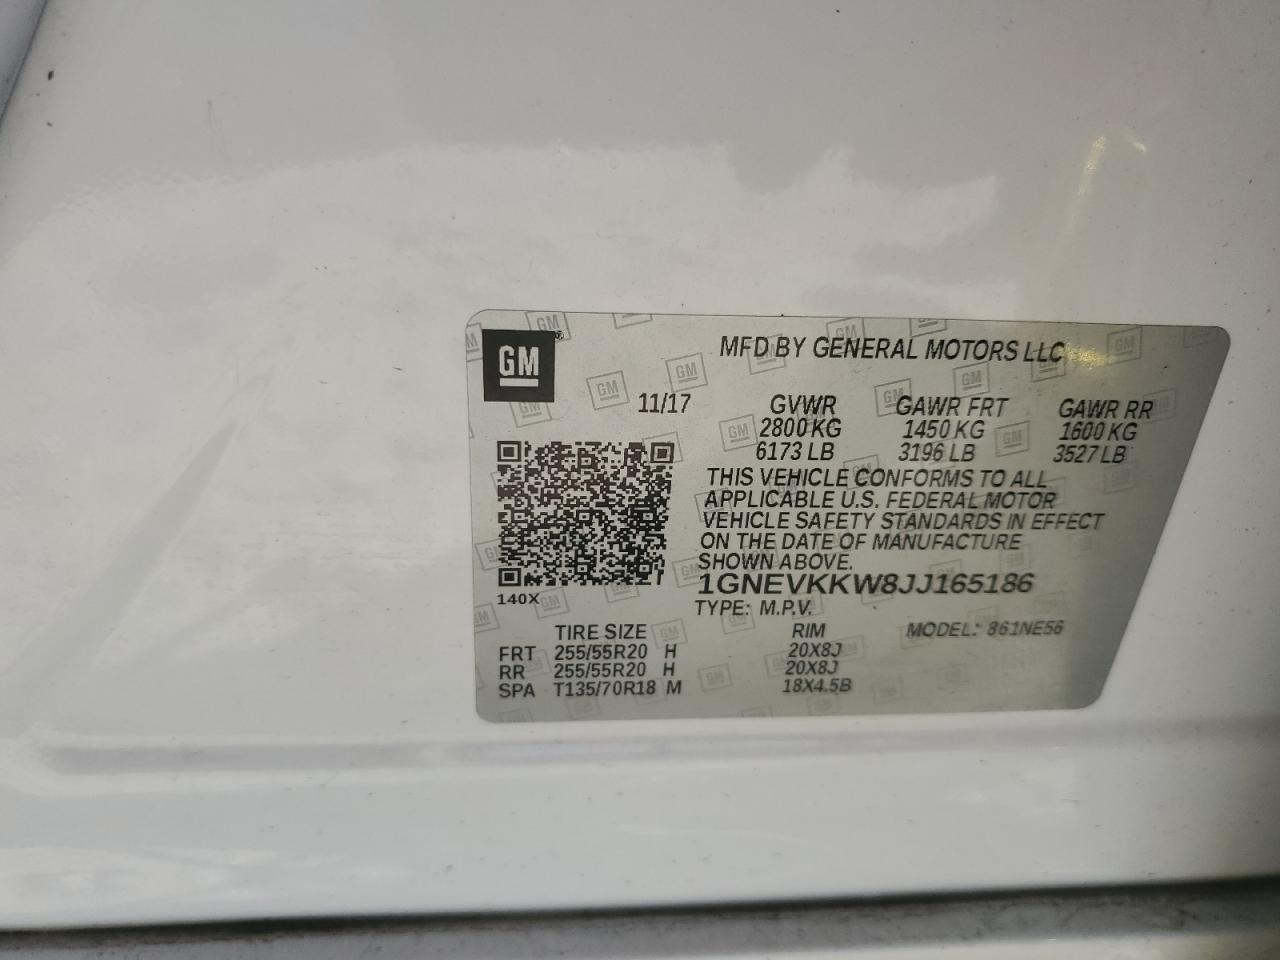 GM
MFD BY GENERAL MOTORS LLC
11/17 GVWR GAWR FRT GAWR RR
2800 KG 1450 KG 1600 KG
6173 LB 3196 LB 3527 LB
THIS VEHICLE CONFORMS TO ALL
APPLICABLE U.S. FEDERAL MOTOR
VEHICLE SAFETY STANDARDS IN EFFECT
ON THE DATE OF MANUFACTURE
SHOWN ABOVE.
1GNEVKKW8JJ165186
140X
TYPE: M.P.V.
TIRE SIZE RIM MODEL: 861NE56
FRT 255/55R20 H 20X8J
RR 255/55R20 H 20X8J
SPA T135/70R18 M 18X4.5B